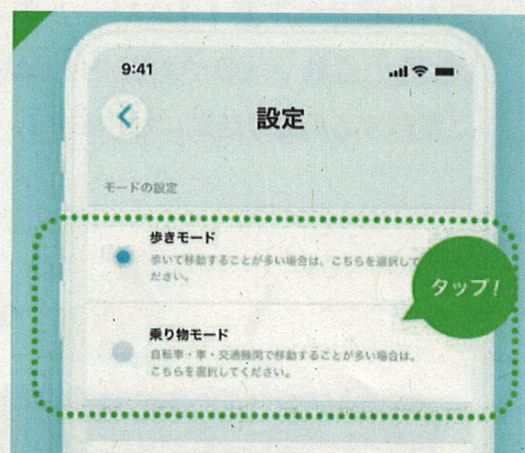 9:41
設定
モードの設定
歩きモード
歩いて移動することが多い場合は、こちらを選択して
ださい。
タップ!
乗り物モード
自転車・車・交通機関で移動することが多い場合は、
こちらを選択してください。